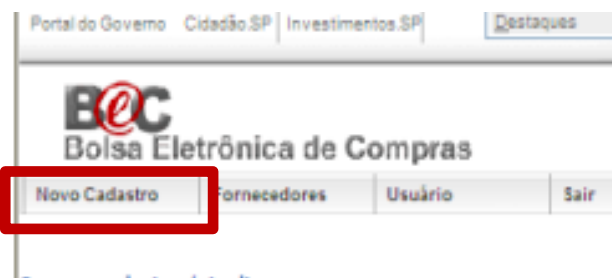 Portal do Governo Cidadão.SP Investimentos.SP Destaques
BeC
Bolsa Eletrônica de Compras
Novo Cadastro Fornecedores Usuário Sair